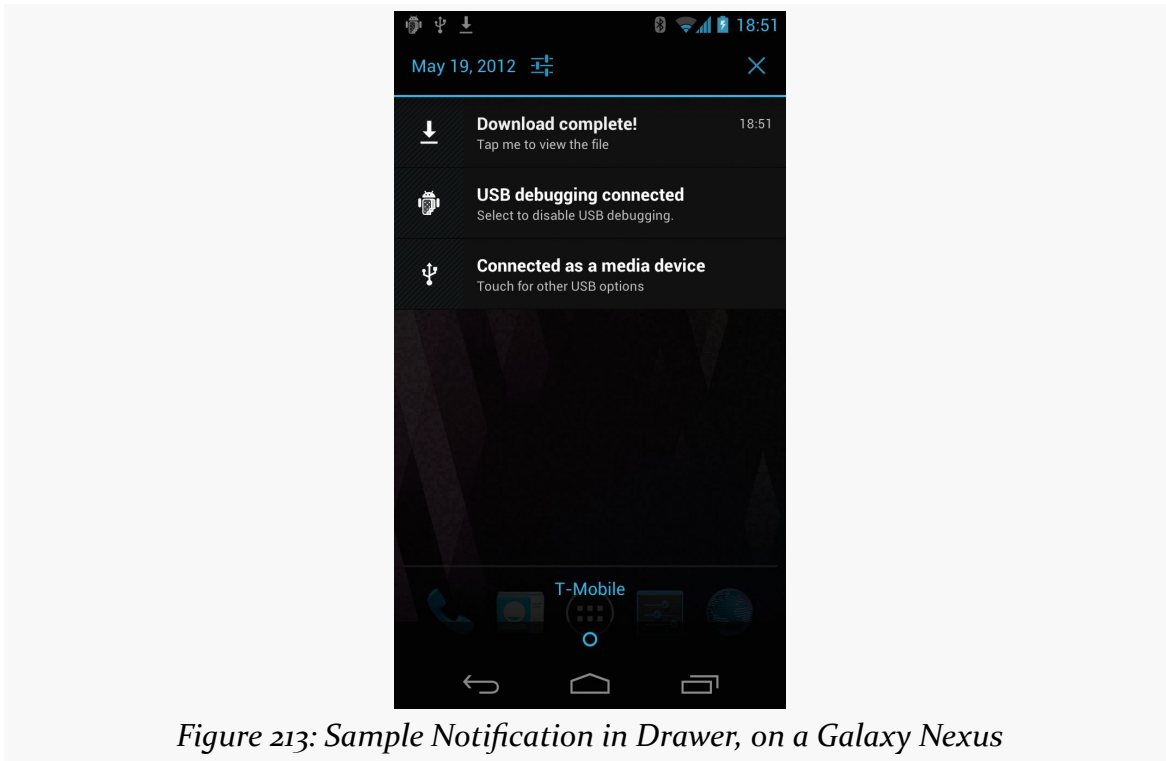 18:51
May 19, 2012
Download complete! 18:51
Tap me to view the file
USB debugging connected
Select to disable USB debugging.
Connected as a media device
Touch for other USB options
T-Mobile
Figure 213: Sample Notification in Drawer, on a Galaxy Nexus